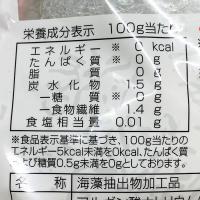 栄養成分表示 100g当たり
エネルギー ※ 0 kcal
たんぱく質 ※ 0 g
脂質 0 g
炭水化物 1.5 g
－糖質 ※ 0 g
－食物繊維 1.4 g
食塩相当量 0.01 g
※食品表示基準に基づき、100g当たりの
エネルギー5kcal未満を0kcal、たんぱく質
よび糖質0.5g未満を0gとしております。
名称 海藻抽出物加工品